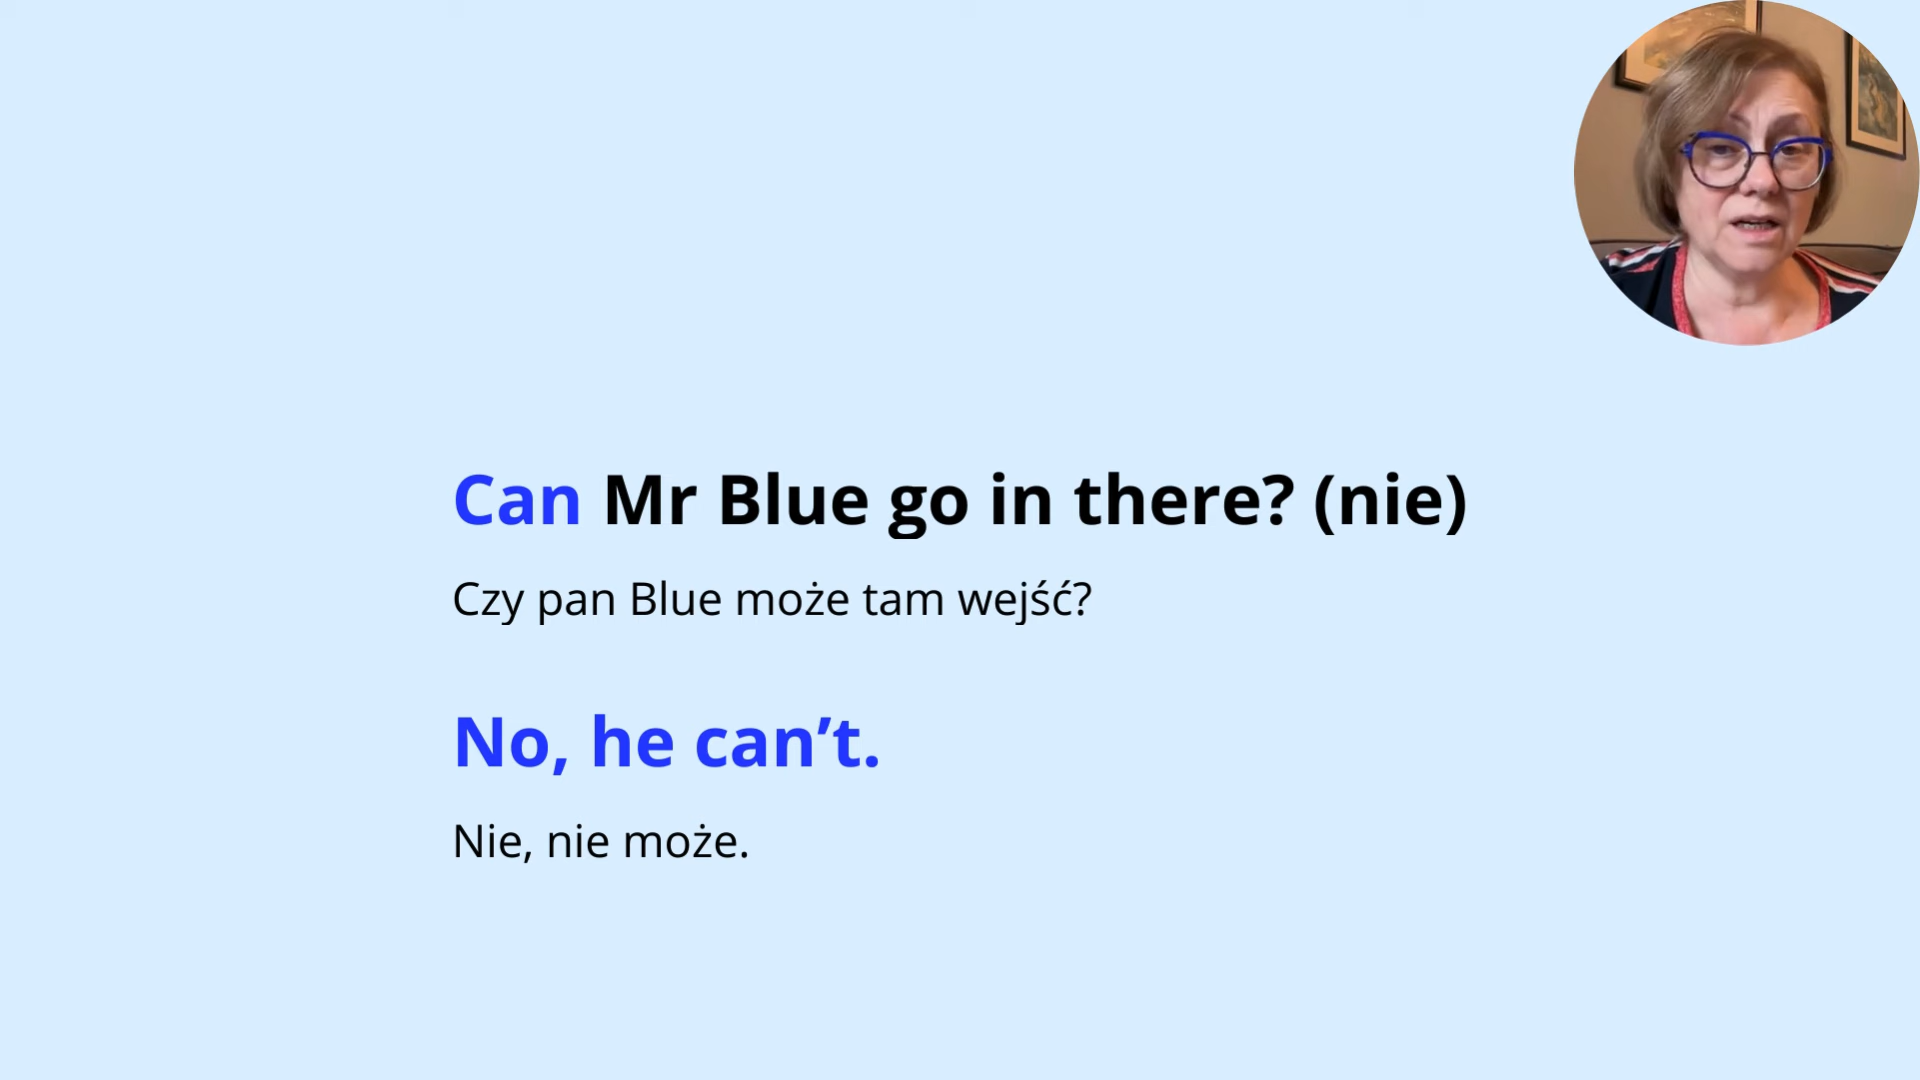 Can Mr Blue go in there? (nie)
Czy pan Blue może tam wejść?
No, he can’t.
Nie, nie może.